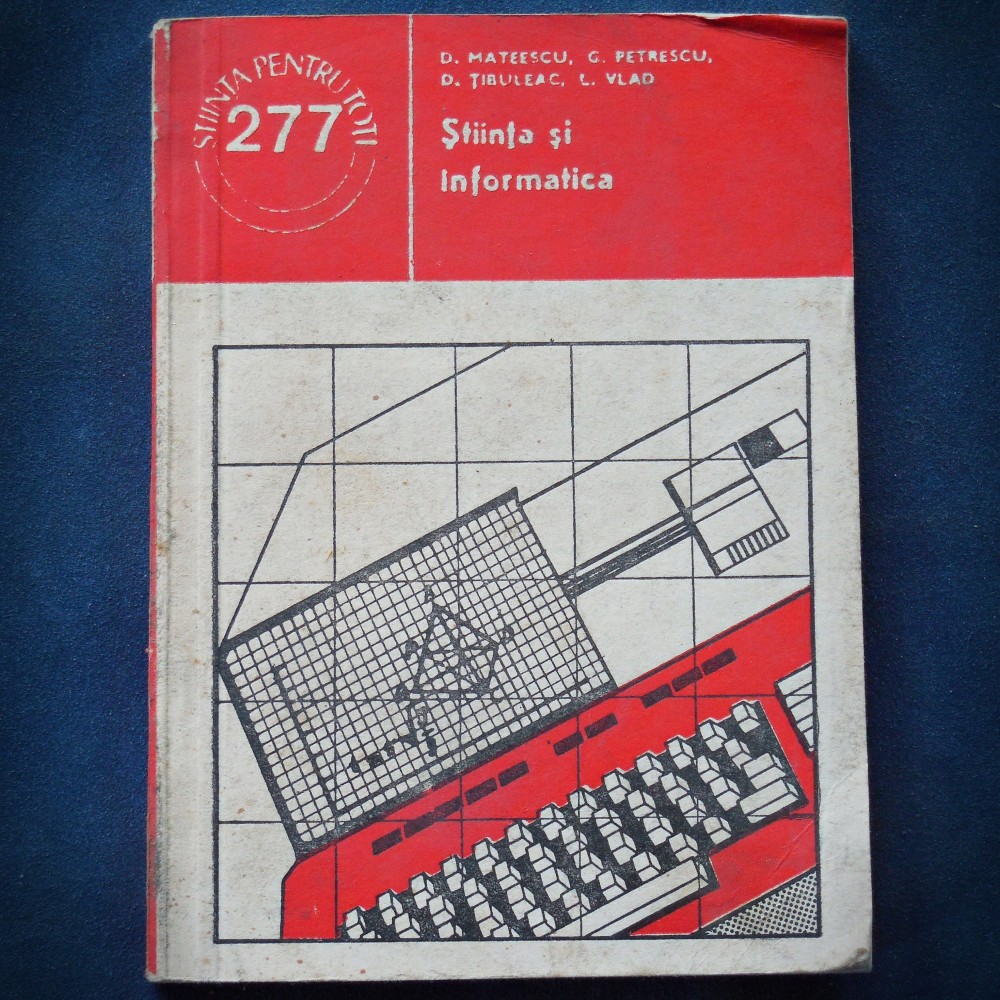 ȘTIINȚA PENTRU TOȚI
277
D. MATEESCU, G. PETRESCU,
D. ȚIBULEAC, L. VLAD
Știința și
Informatica